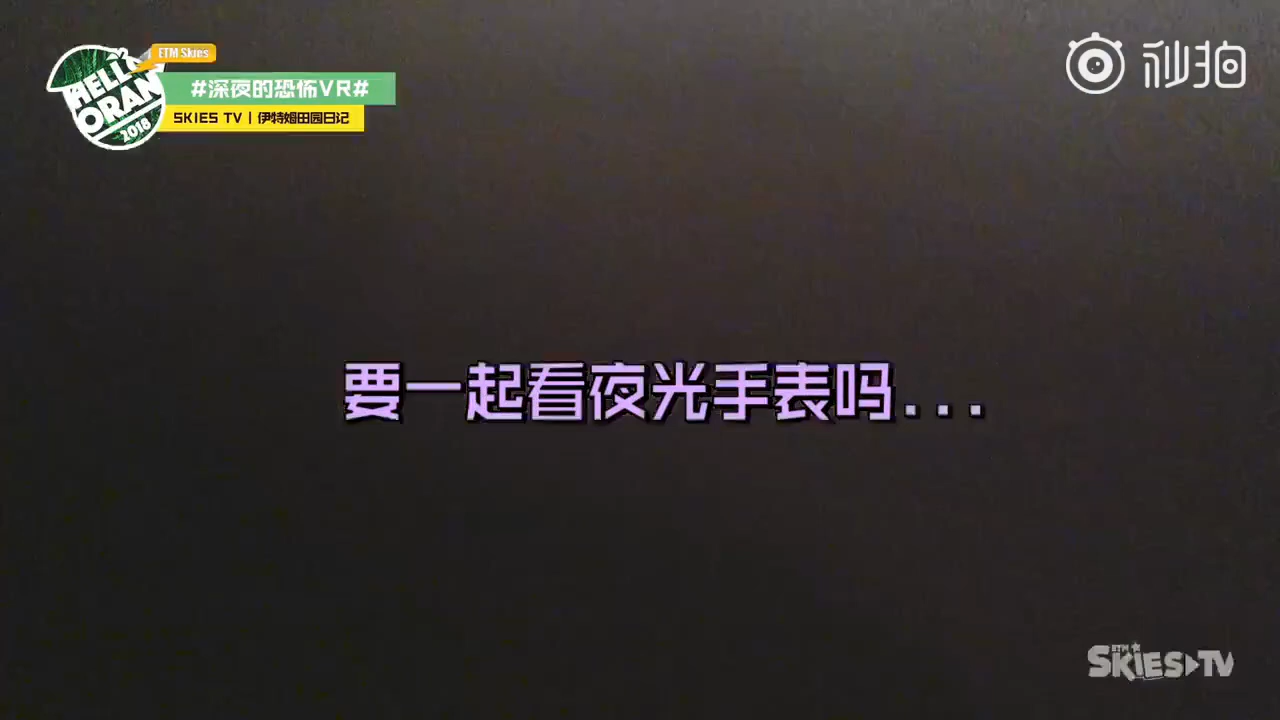 ETM Skies
HELLO
ORAN
2018
#深夜的恐怖VR#
SKIES TV | 伊特姆田园日记
秒拍
要一起看夜光手表吗...
ETM
SKIES TV